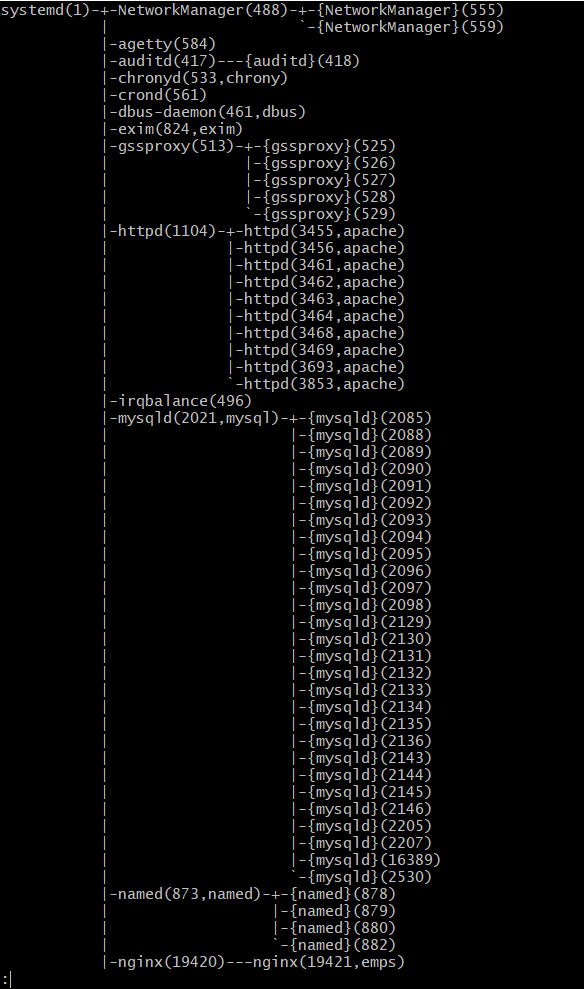 systemd(1)-+-NetworkManager(488)-+-{NetworkManager}(555)
           |                     `-{NetworkManager}(559)
           |-agetty(584)
           |-auditd(417)---{auditd}(418)
           |-chronyd(533,chrony)
           |-crond(561)
           |-dbus-daemon(461,dbus)
           |-exim(824,exim)
           |-gssproxy(513)-+-{gssproxy}(525)
           |               |-{gssproxy}(526)
           |               |-{gssproxy}(527)
           |               |-{gssproxy}(528)
           |               `-{gssproxy}(529)
           |-httpd(1104)-+-httpd(3455,apache)
           |             |-httpd(3456,apache)
           |             |-httpd(3461,apache)
           |             |-httpd(3462,apache)
           |             |-httpd(3463,apache)
           |             |-httpd(3464,apache)
           |             |-httpd(3468,apache)
           |             |-httpd(3469,apache)
           |             |-httpd(3693,apache)
           |             `-httpd(3853,apache)
           |-irqbalance(496)
           |-mysqld(2021,mysql)-+-{mysqld}(2085)
           |                    |-{mysqld}(2088)
           |                    |-{mysqld}(2089)
           |                    |-{mysqld}(2090)
           |                    |-{mysqld}(2091)
           |                    |-{mysqld}(2092)
           |                    |-{mysqld}(2093)
           |                    |-{mysqld}(2094)
           |                    |-{mysqld}(2095)
           |                    |-{mysqld}(2096)
           |                    |-{mysqld}(2097)
           |                    |-{mysqld}(2098)
           |                    |-{mysqld}(2129)
           |                    |-{mysqld}(2130)
           |                    |-{mysqld}(2131)
           |                    |-{mysqld}(2132)
           |                    |-{mysqld}(2133)
           |                    |-{mysqld}(2134)
           |                    |-{mysqld}(2135)
           |                    |-{mysqld}(2136)
           |                    |-{mysqld}(2143)
           |                    |-{mysqld}(2144)
           |                    |-{mysqld}(2145)
           |                    |-{mysqld}(2146)
           |                    |-{mysqld}(2205)
           |                    |-{mysqld}(2207)
           |                    |-{mysqld}(16389)
           |                    `-{mysqld}(2530)
           |-named(873,named)-+-{named}(878)
           |                  |-{named}(879)
           |                  |-{named}(880)
           |                  `-{named}(882)
           |-nginx(19420)---nginx(19421,emps)
: